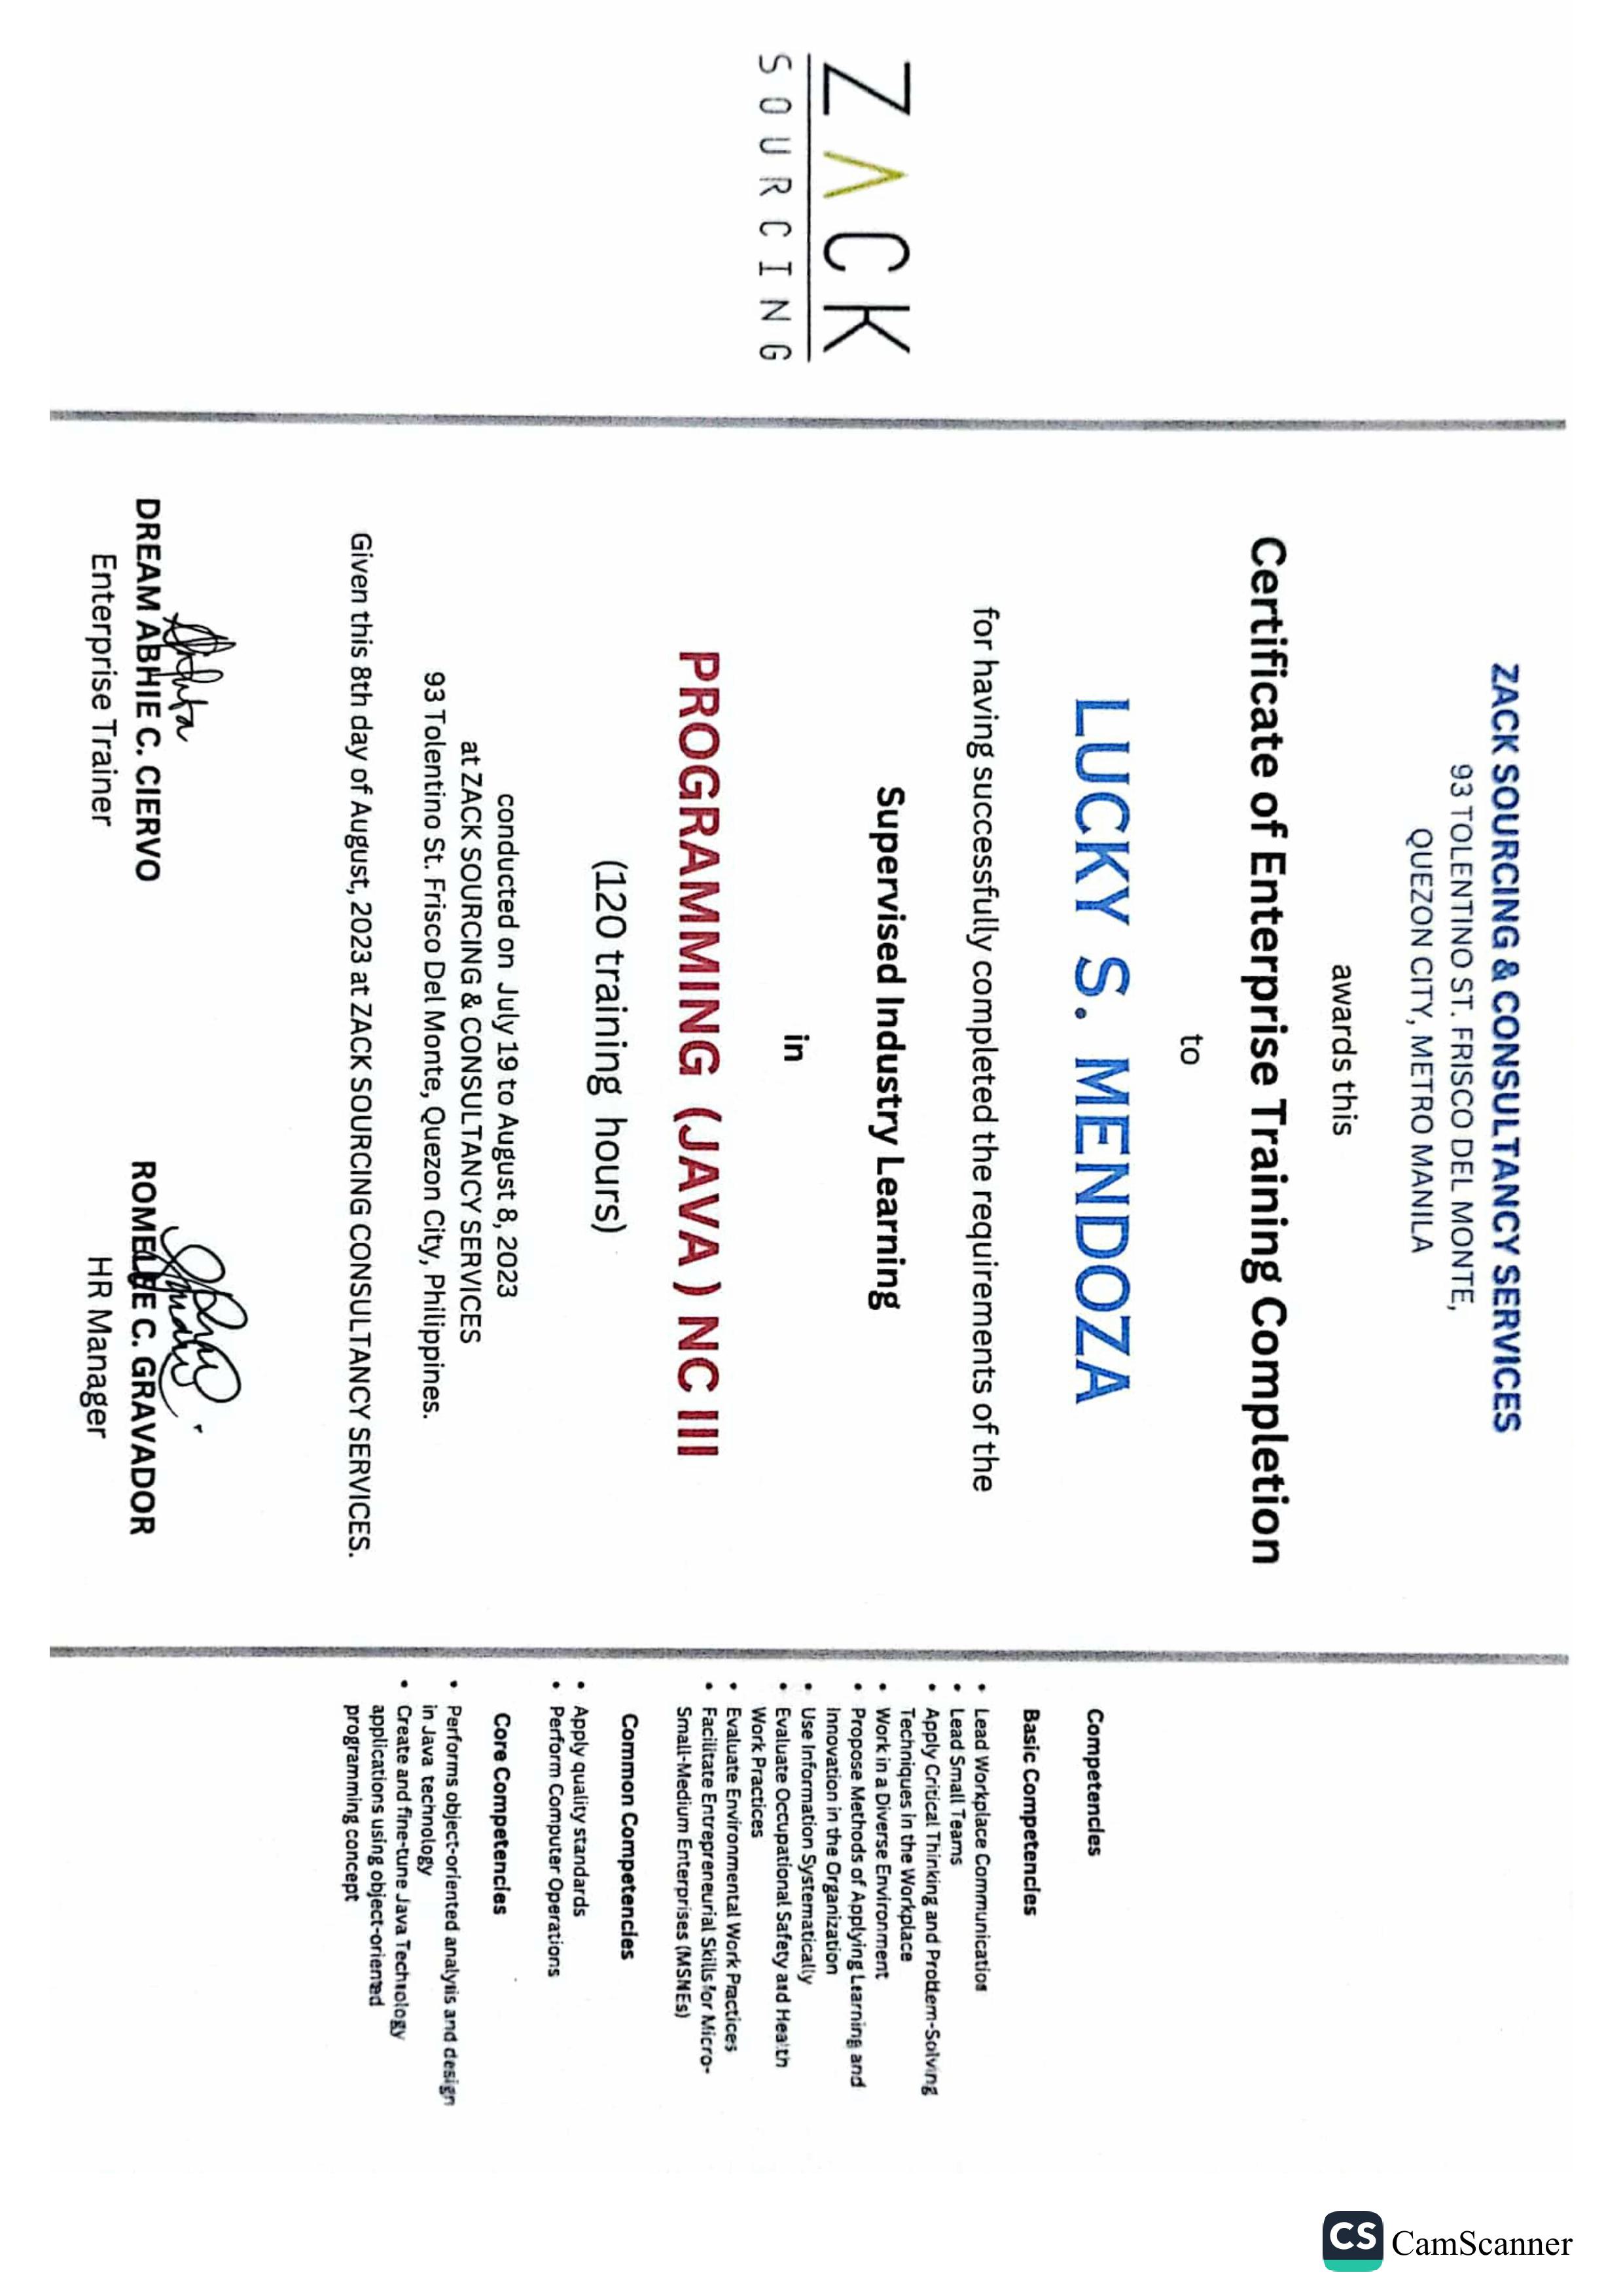 ZACK
SOURCING
ZACK SOURCING & CONSULTANCY SERVICES
93 TOLENTINO ST. FRISCO DEL MONTE,
QUEZON CITY, METRO MANILA
awards this
Certificate of Enterprise Training Completion
to
LUCKY S. MENDOZA
for having successfully completed the requirements of the
Supervised Industry Learning
in
PROGRAMMING (JAVA ) NC III
(120 training hours)
conducted on July 19 to August 8, 2023
at ZACK SOURCING & CONSULTANCY SERVICES
93 Tolentino St. Frisco Del Monte, Quezon City, Philippines.
Given this 8th day of August, 2023 at ZACK SOURCING CONSULTANCY SERVICES.
DREAM ABHIE C. CIERVO
Enterprise Trainer
C. GRAVADOR
HR Manager
Competencies
Basic Competencies
• Lead Workplace Communication
• Lead Small Teams
• Apply Critical Thinking and Problem-Solving
Techniques in the Workplace
• Work in a Diverse Environment
• Propose Methods of Applying Learning and
Innovation in the Organization
• Use Information Systematically
• Evaluate Occupational Safety and Health
Work Practices
• Evaluate Environmental Work Practices
• Facilitate Entrepreneurial Skills for Micro-
Small-Medium Enterprises (MSMEs)
Common Competencies
• Apply quality standards
• Perform Computer Operations
Core Competencies
• Performs object-oriented analysis and design
in Java technology
• Create and fine-tune Java Technology
applications using object-oriented
programming concept
CS CamScanner